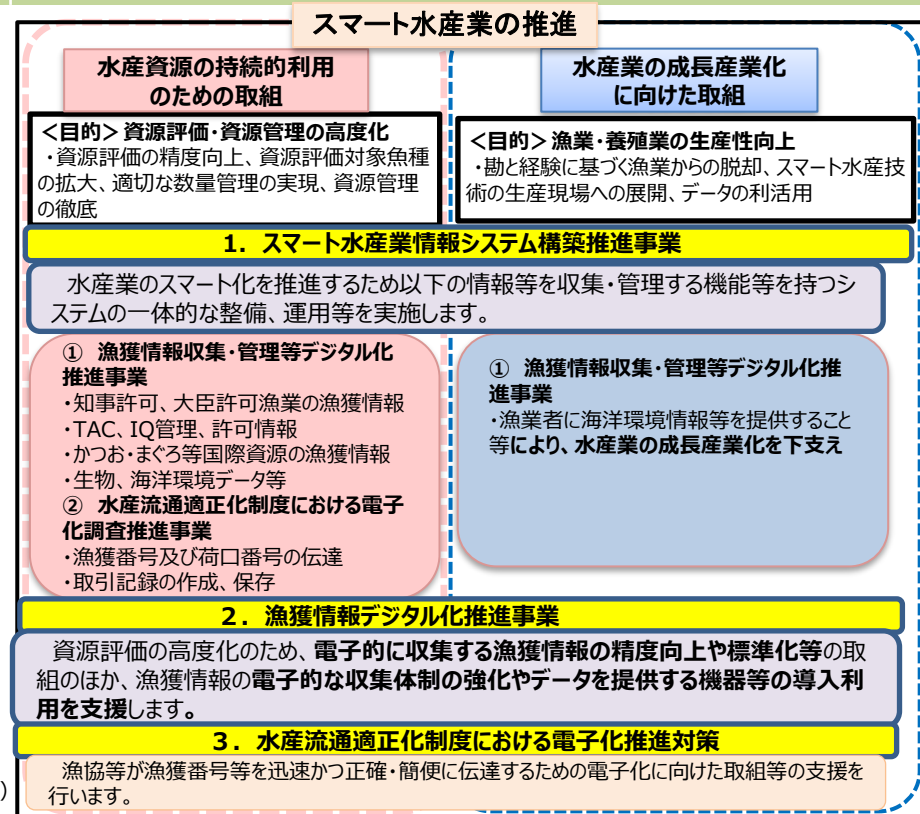 スマート水産業の推進
水産資源の持続的利用
のための取組
＜目的＞資源評価・資源管理の高度化
・資源評価の精度向上、資源評価対象魚種
の拡大、適切な数量管理の実現、資源管理
の徹底
水産業の成長産業化
に向けた取組
＜目的＞漁業・養殖業の生産性向上
・勘と経験に基づく漁業からの脱却、スマート水産技
術の生産現場への展開、データの利活用
１．スマート水産業情報システム構築推進事業
水産業のスマート化を推進するため以下の情報等を収集・管理する機能等を持つシ
ステムの一体的な整備、運用等を実施します。
① 漁獲情報収集・管理等デジタル化
推進事業
・知事許可、大臣許可漁業の漁獲情報
・TAC、IQ管理、許可情報
・かつお・まぐろ等国際資源の漁獲情報
・生物、海洋環境データ等
② 水産流通適正化制度における電子
化調査推進事業
・漁獲番号及び荷口番号の伝達
・取引記録の作成、保存
① 漁獲情報収集・管理等デジタル化推
進事業
・漁業者に海洋環境情報等を提供すること
等により、水産業の成長産業化を下支え
２．漁獲情報デジタル化推進事業
資源評価の高度化のため、電子的に収集する漁獲情報の精度向上や標準化等の取
組のほか、漁獲情報の電子的な収集体制の強化やデータを提供する機器等の導入利
用を支援します。
３．水産流通適正化制度における電子化推進対策
漁協等が漁獲番号等を迅速かつ正確・簡便に伝達するための電子化に向けた取組等の支援を
行います。
)